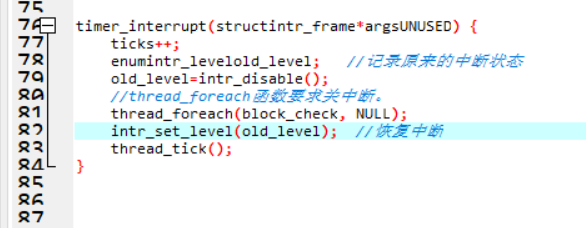 75
76 timer_interrupt(structintr_frame*argsUNUSED) {
77 ticks++;
78 enumintr_levelold_level; //记录原来的中断状态
79 old_level=intr_disable();
80 //thread_foreach函数要求关中断。
81 thread_foreach(block_check, NULL);
82 intr_set_level(old_level); //恢复中断
83 thread_tick();
84 }
85
86
87